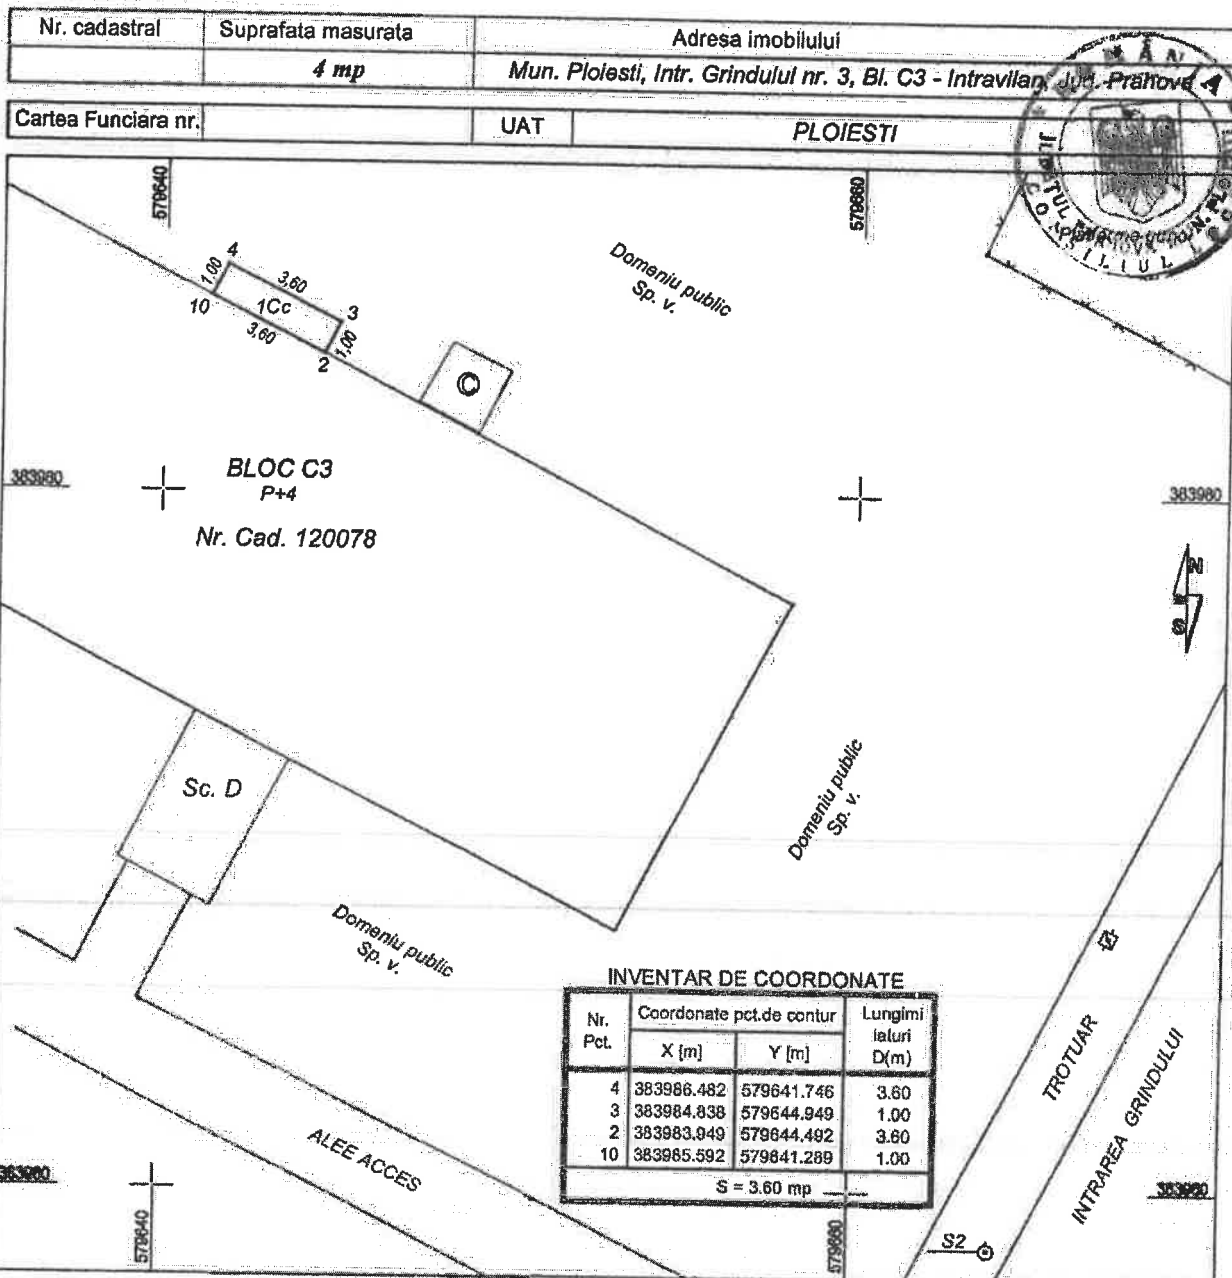 Nr. cadastral Suprafata masurata Adresa imobilului
4 mp Mun. Ploiesti, Intr. Grindului nr. 3, Bl. C3 - Intravilan, Jud. Prahova
Cartea Funciara nr. UAT PLOIESTI
579640 579660
Domeniu public
Sp. v.
4
1,00 3,60
10 1Cc 3
3,60 1,00
2
C
BLOC C3
P+4
Nr. Cad. 120078
383980 383980
N
S
Sc. D
Domeniu public
Sp. v.
Domeniu public
Sp. v.
INVENTAR DE COORDONATE
Nr. Pct. Coordonate pct.de contur Lungimi laturi D(m)
X [m] Y [m]
4 383986.482 579641.746 3.60
3 383984.838 579644.949 1.00
2 383983.949 579644.492 3.60
10 383985.592 579641.289 1.00
S = 3.60 mp
TROTUAR
INTRAREA GRINDULUI
ALEE ACCES
383960 383960
579640 579660
S2